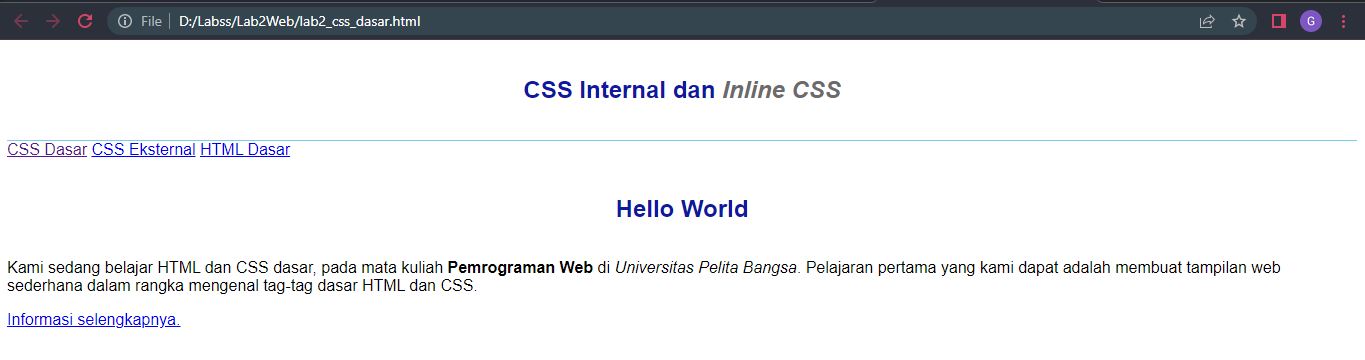 File | D:/Labss/Lab2Web/lab2_css_dasar.html
G
CSS Internal dan Inline CSS
CSS Dasar CSS Eksternal HTML Dasar
Hello World
Kami sedang belajar HTML dan CSS dasar, pada mata kuliah Pemrograman Web di Universitas Pelita Bangsa. Pelajaran pertama yang kami dapat adalah membuat tampilan web
sederhana dalam rangka mengenal tag-tag dasar HTML dan CSS.
Informasi selengkapnya.